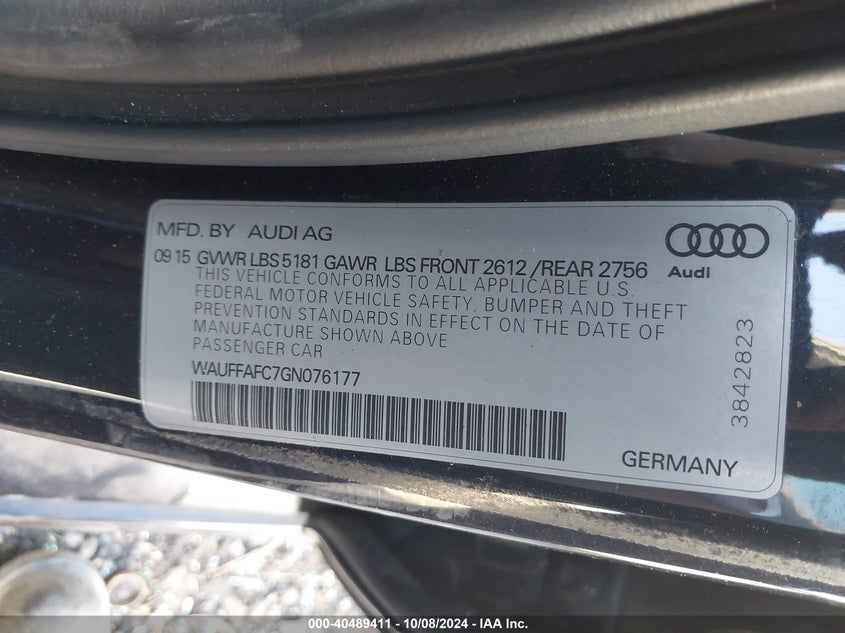 MFD. BY AUDI AG
09 15 GVWR LBS 5181 GAWR LBS FRONT 2612 /REAR 2756
THIS VEHICLE CONFORMS TO ALL APPLICABLE U.S.
FEDERAL MOTOR VEHICLE SAFETY, BUMPER AND THEFT
PREVENTION STANDARDS IN EFFECT ON THE DATE OF
MANUFACTURE SHOWN ABOVE
PASSENGER CAR
WAUFFAFC7GN076177
Audi
3842823
GERMANY
000-40489411 - 10/08/2024 - IAA Inc.